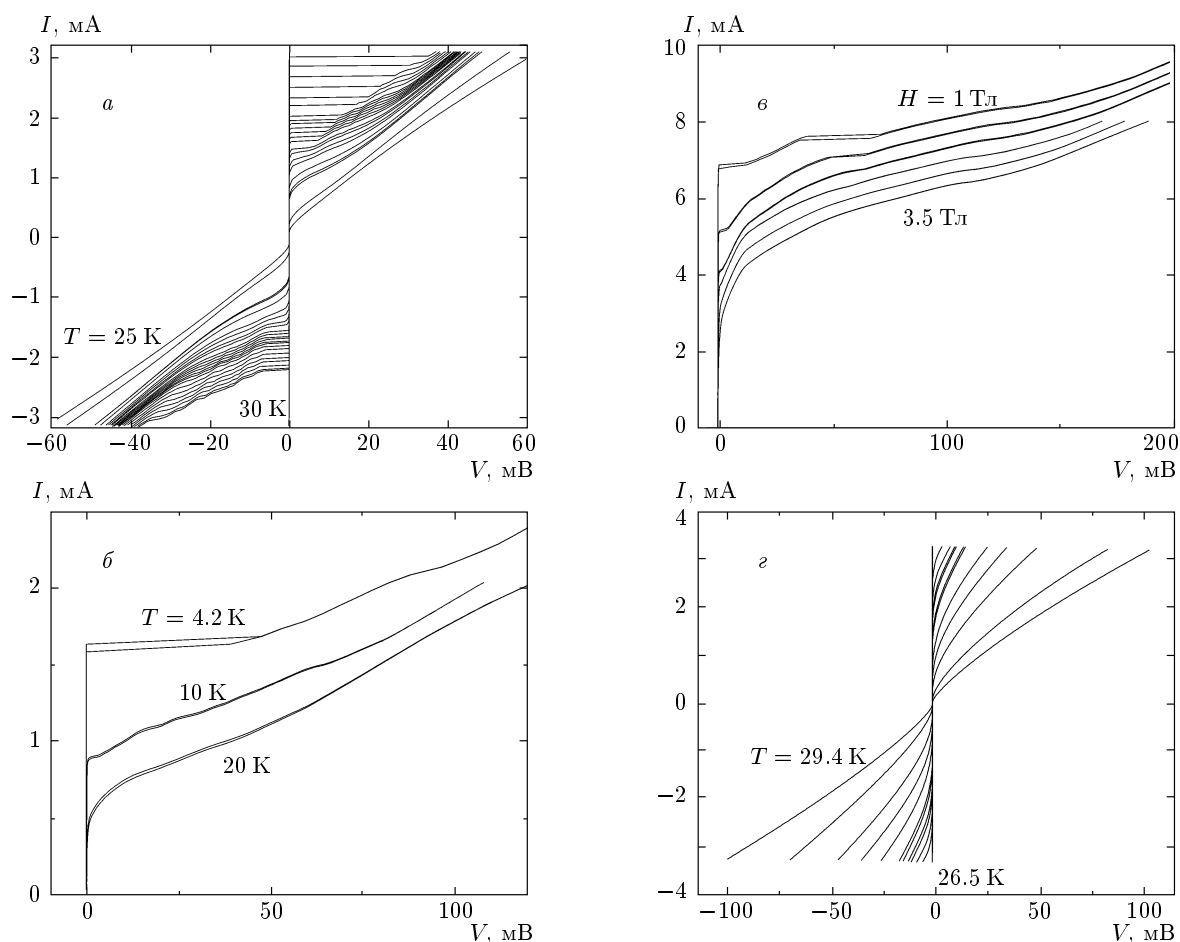 I, мА
3
2
1
0
−1
−2
−3
а
T = 25 К
30 К
−60 −40 −20 0 20 40 60
V, мВ
I, мА
10
8
6
4
2
0
в
H = 1 Тл
3.5 Тл
0 100 200
V, мВ
I, мА
2
1
0
б
T = 4.2 К
10 К
20 К
0 50 100
V, мВ
I, мА
4
2
0
−2
−4
г
T = 29.4 К
26.5 К
−100 −50 0 50 100
V, мВ